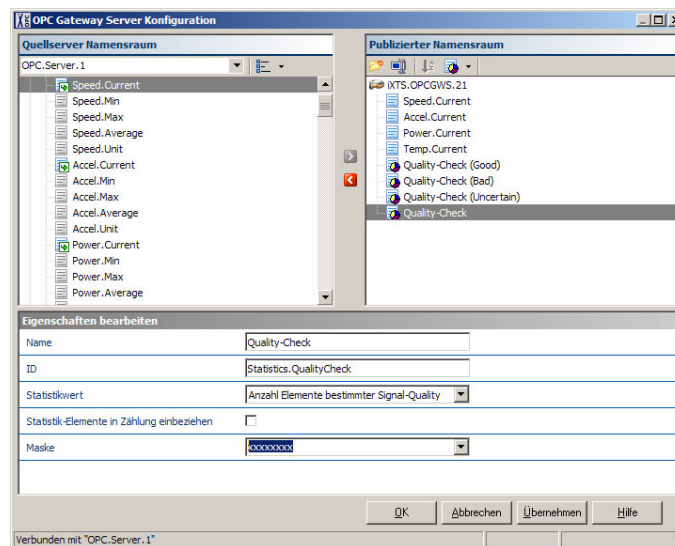 OPC Gateway Server Konfiguration
Quellserver Namensraum
OPC.Server.1
Speed.Current
Speed.Min
Speed.Max
Speed.Average
Speed.Unit
Accel.Current
Accel.Min
Accel.Max
Accel.Average
Accel.Unit
Power.Current
Power.Min
Power.Max
Power.Average
Publizierter Namensraum
iXTS.OPCGWS.21
Speed.Current
Accel.Current
Power.Current
Temp.Current
Quality-Check (Good)
Quality-Check (Bad)
Quality-Check (Uncertain)
Quality-Check
Eigenschaften bearbeiten
Name Quality-Check
ID Statistics.QualityCheck
Statistikwert Anzahl Elemente bestimmter Signal-Quality
Statistik-Elemente in Zählung einbeziehen
Maske xxxxxxxx
OK Abbrechen Übernehmen Hilfe
Verbunden mit "OPC.Server.1"